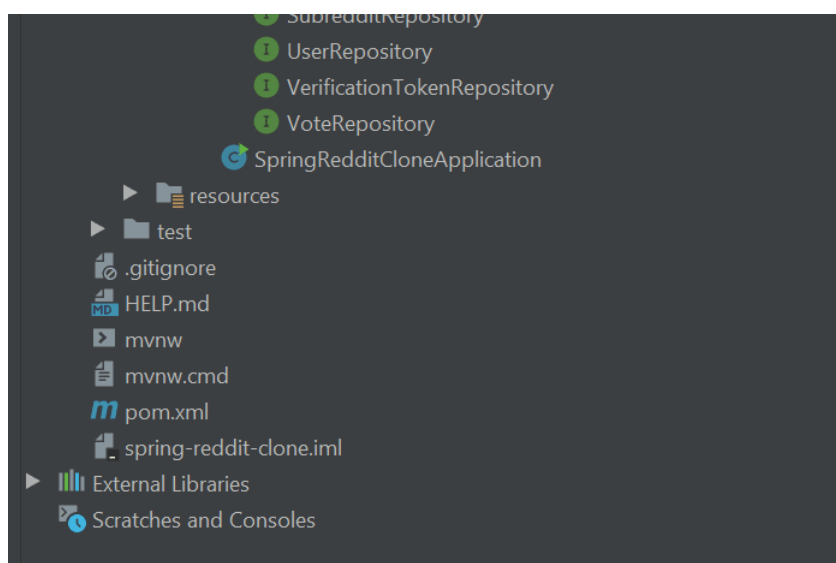 SubredditRepository
UserRepository
VerificationTokenRepository
VoteRepository
SpringRedditCloneApplication
resources
test
.gitignore
HELP.md
mvnw
mvnw.cmd
pom.xml
spring-reddit-clone.iml
External Libraries
Scratches and Consoles